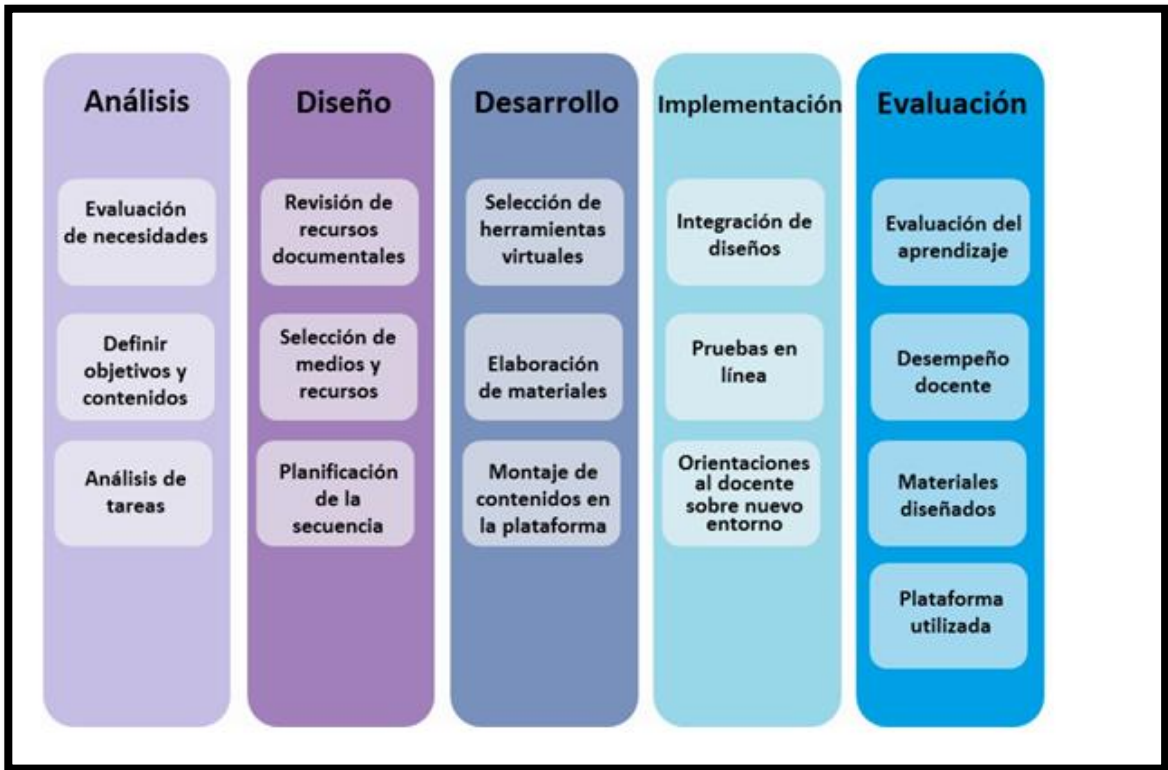 Análisis
Evaluación
de necesidades
Definir
objetivos y
contenidos
Análisis de
tareas
Diseño
Revisión de
recursos
documentales
Selección de
medios y
recursos
Planificación
de la
secuencia
Desarrollo
Selección de
herramientas
virtuales
Elaboración
de materiales
Montaje de
contenidos en
la plataforma
Implementación
Integración de
diseños
Pruebas en
línea
Orientaciones
al docente
sobre nuevo
entorno
Evaluación
Evaluación del
aprendizaje
Desempeño
docente
Materiales
diseñados
Plataforma
utilizada